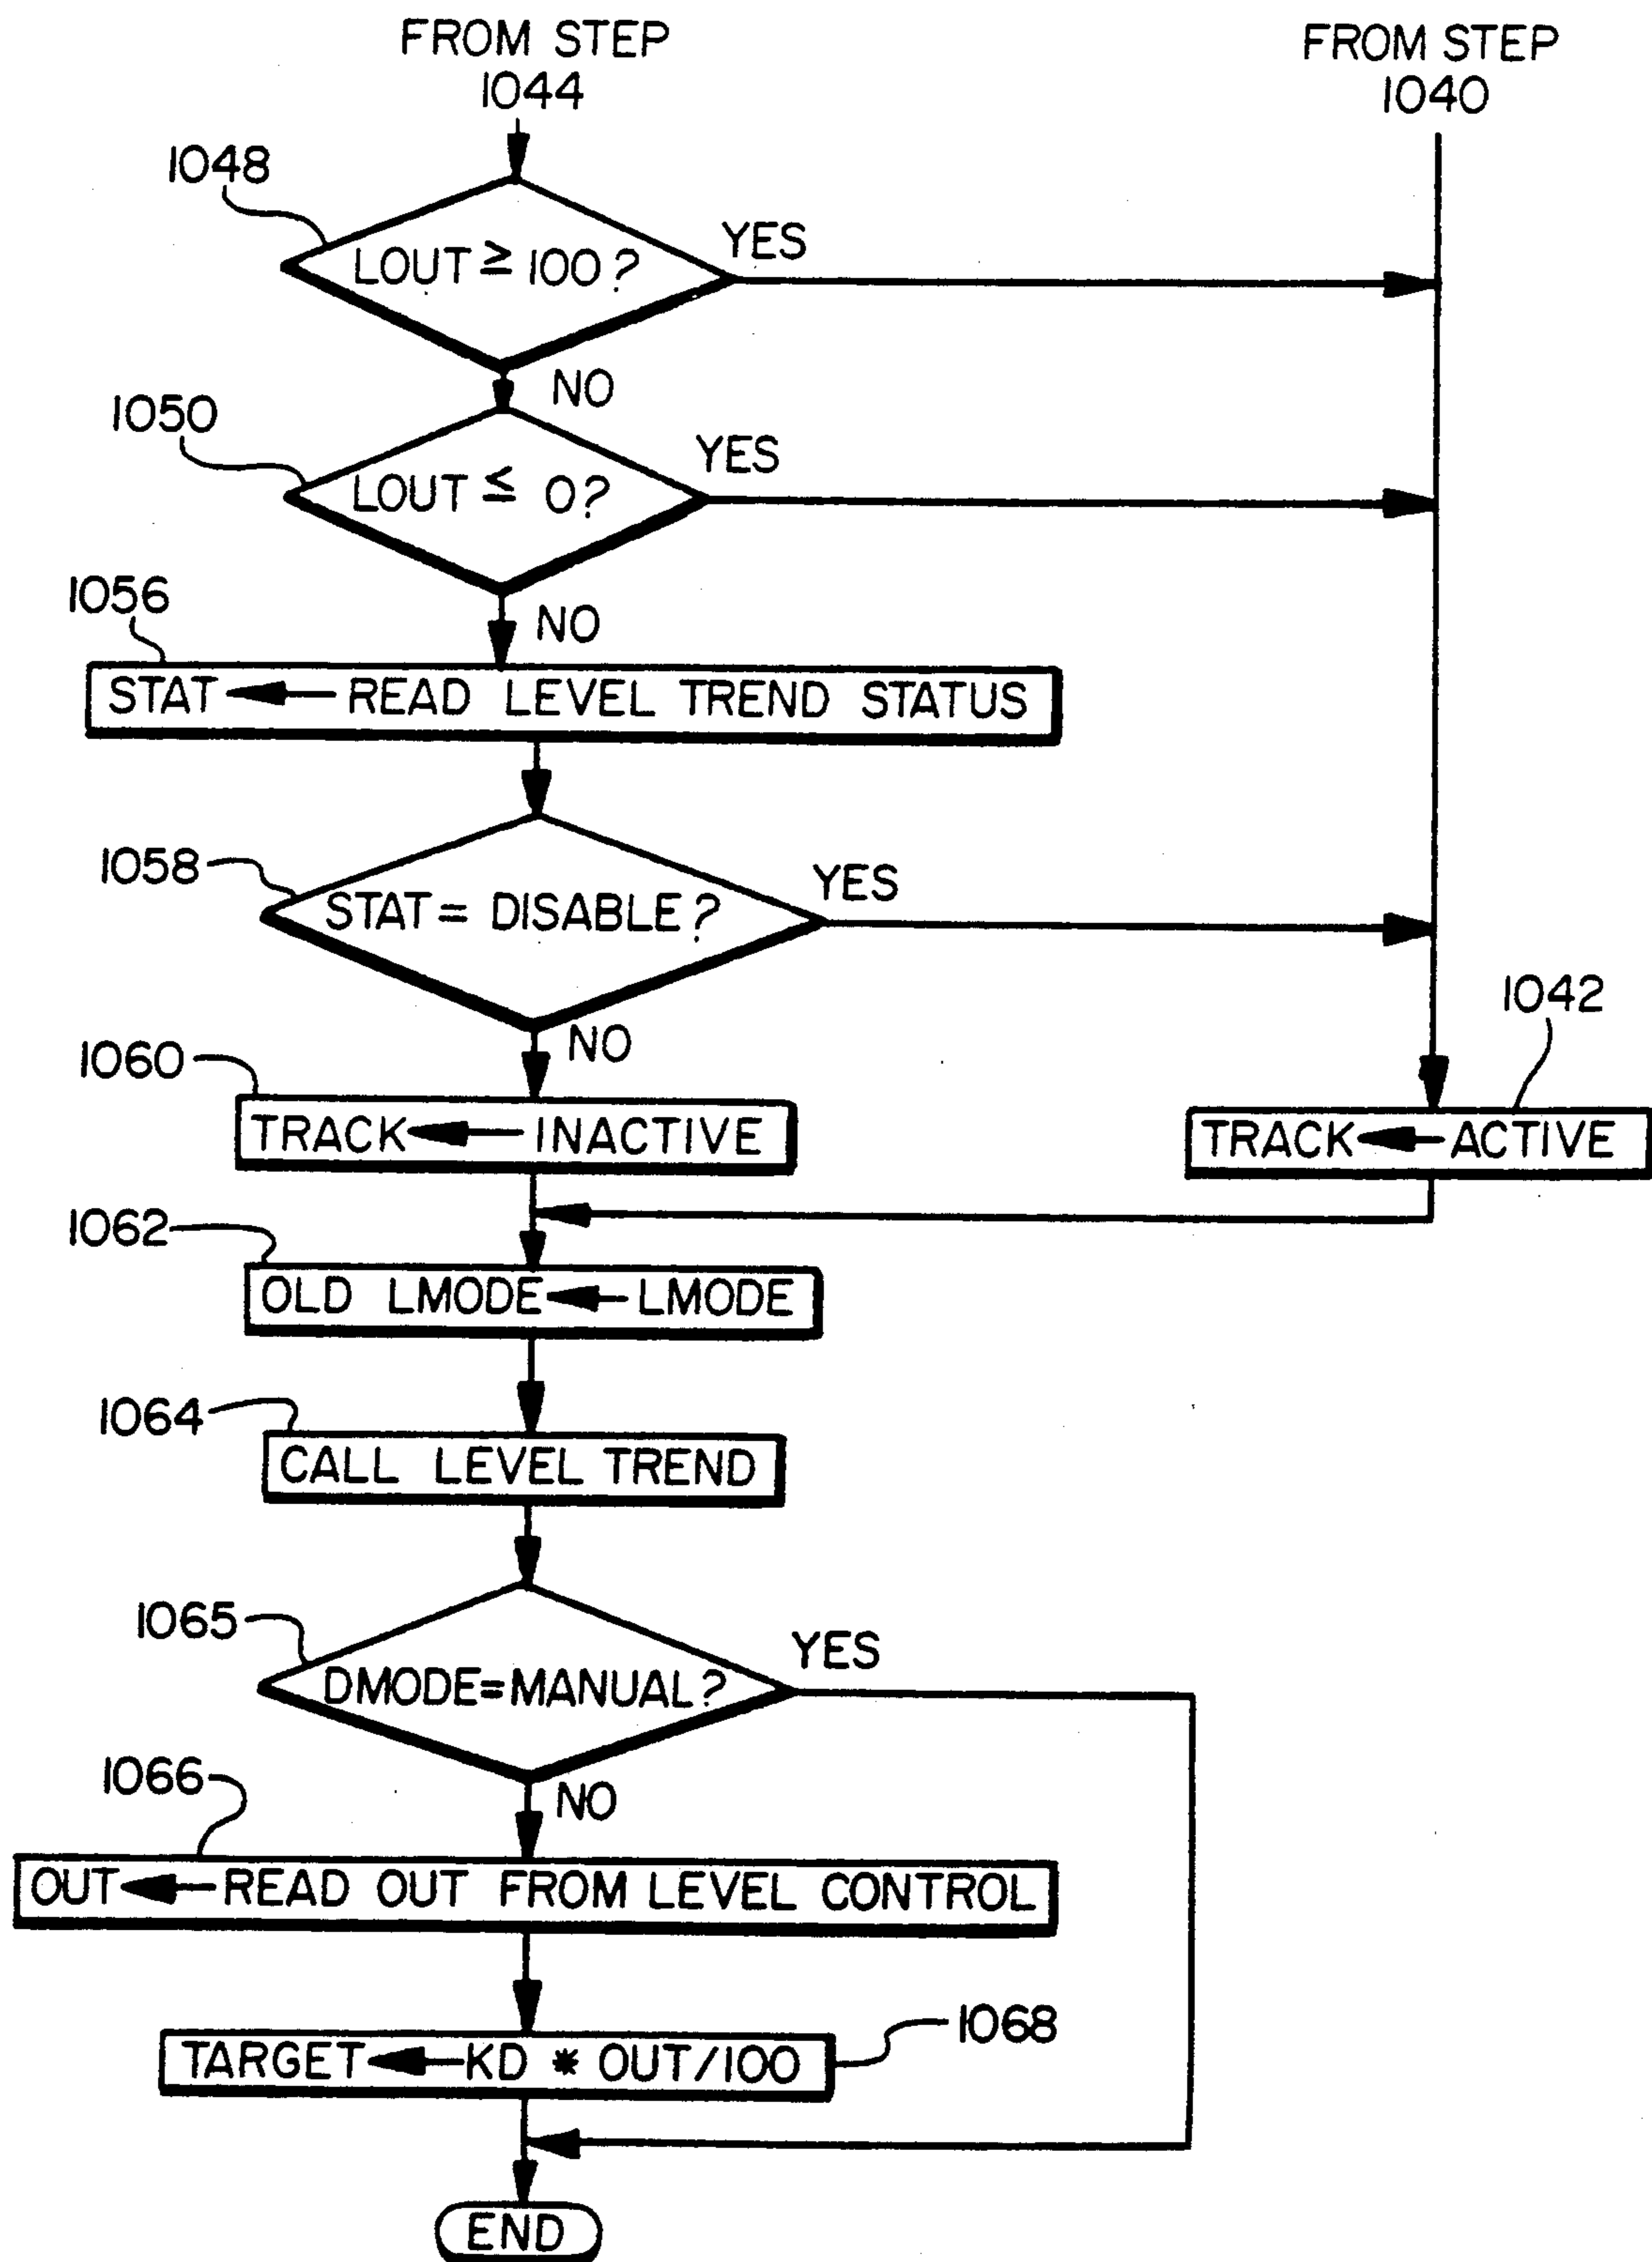 FROM STEP
1044
FROM STEP
1040
1048
LOUT ≥ 100?
YES
NO
1050
LOUT ≤ 0?
YES
NO
1056
STAT ← READ LEVEL TREND STATUS
1058
STAT = DISABLE?
YES
NO
1060
TRACK ← INACTIVE
1042
TRACK ← ACTIVE
1062
OLD LMODE ← LMODE
1064
CALL LEVEL TREND
1065
DMODE=MANUAL?
YES
NO
1066
OUT ← READ OUT FROM LEVEL CONTROL
TARGET ← KD * OUT/100
1068
END